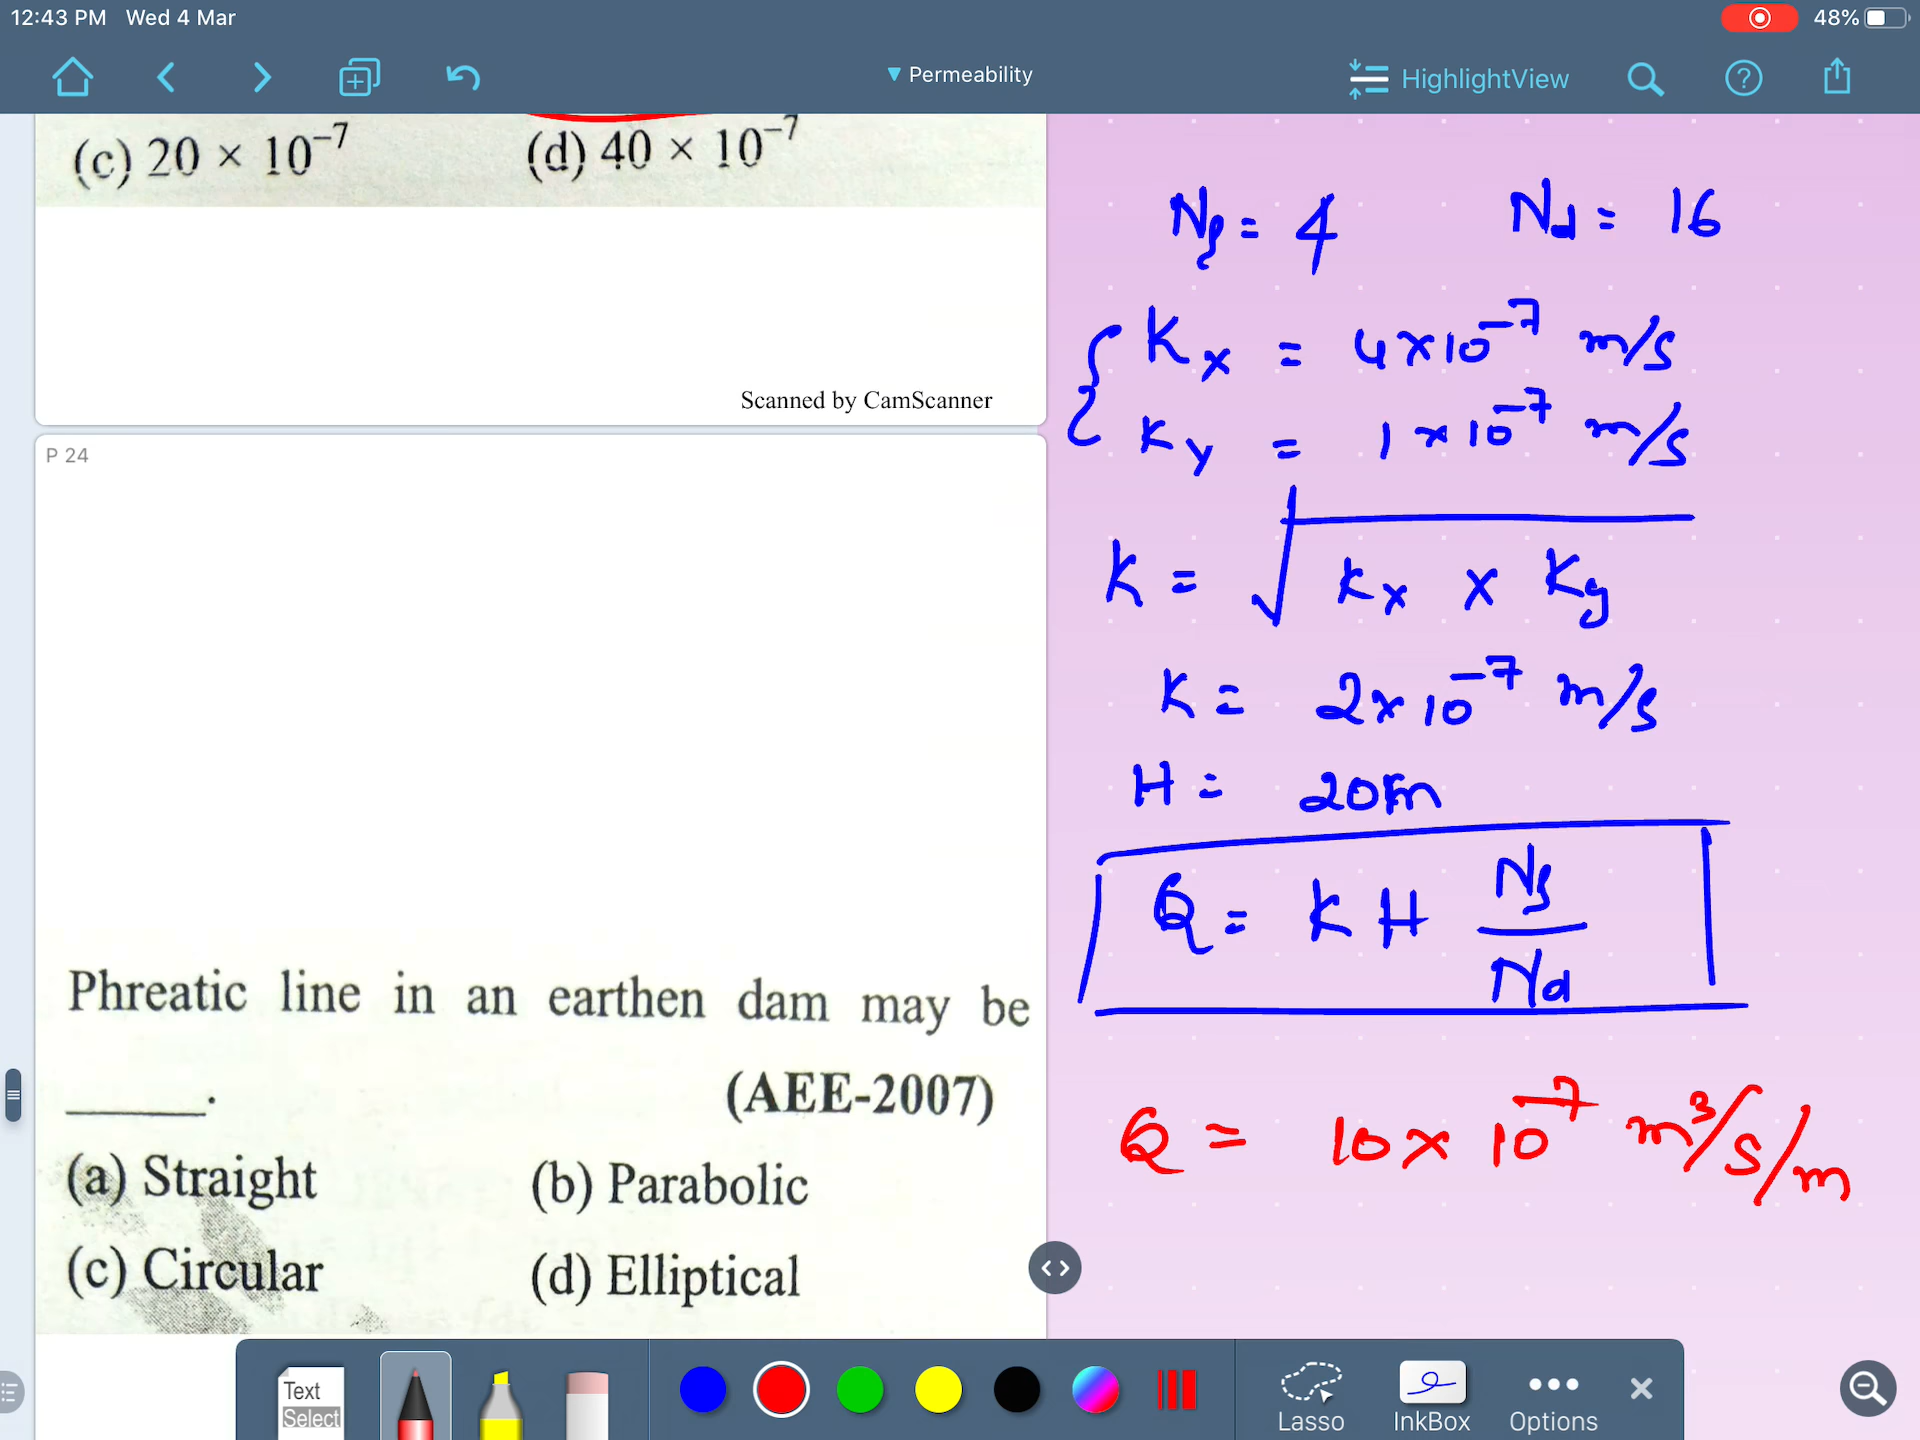 12:43 PM Wed 4 Mar 48%
▼ Permeability HighlightView
(c) 20 × 10⁻⁷ (d) 40 × 10⁻⁷
Scanned by CamScanner
P 24
Phreatic line in an earthen dam may be
______. (AEE-2007)
(a) Straight (b) Parabolic
(c) Circular (d) Elliptical
Nf = 4 Nd = 16
Kx = 4×10⁻⁷ m/s
Ky = 1×10⁻⁷ m/s
K = √(Kx × Ky)
K = 2×10⁻⁷ m/s
H = 20m
Q = K H Nf/Nd
Q = 10×10⁻⁷ m³/s/m
Text
Select
Lasso InkBox Options